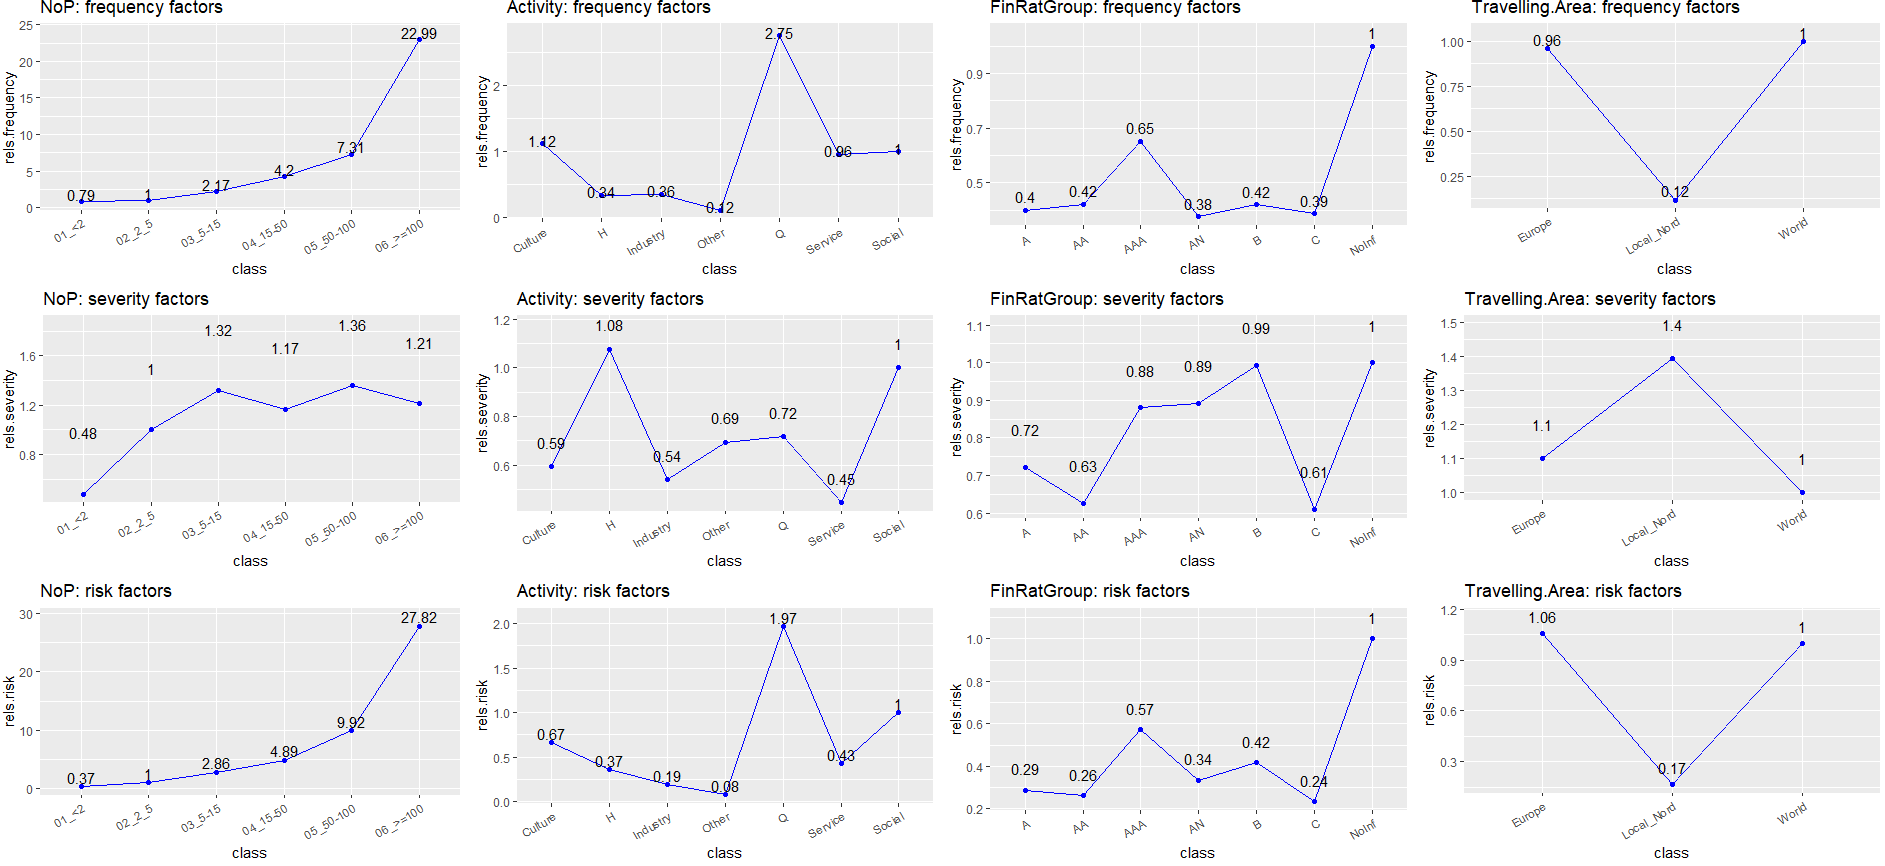 NoP: frequency factors
rels.frequency
25
20
15
10
5
0
0.79
1
2.17
4.2
7.31
22.99
01_<2
02_2_5
03_5-15
04_15-50
05_50-100
06_>=100
class
Activity: frequency factors
rels.frequency
2
1
0
1.12
0.34
0.36
0.12
2.75
0.96
1
Culture
H
Industry
Other
Q
Service
Social
class
FinRatGroup: frequency factors
rels.frequency
0.9
0.7
0.5
0.4
0.42
0.65
0.38
0.42
0.39
1
A
AA
AAA
AN
B
C
NoInf
class
Travelling.Area: frequency factors
rels.frequency
1.00
0.75
0.50
0.25
0.96
0.12
1
Europe
Local_Nord
World
class
NoP: severity factors
rels.severity
1.6
1.2
0.8
0.48
1
1.32
1.17
1.36
1.21
01_<2
02_2_5
03_5-15
04_15-50
05_50-100
06_>=100
class
Activity: severity factors
rels.severity
1.2
1.0
0.8
0.6
0.59
1.08
0.54
0.69
0.72
0.45
1
Culture
H
Industry
Other
Q
Service
Social
class
FinRatGroup: severity factors
rels.severity
1.1
1.0
0.9
0.8
0.7
0.6
0.72
0.63
0.88
0.89
0.99
0.61
1
A
AA
AAA
AN
B
C
NoInf
class
Travelling.Area: severity factors
rels.severity
1.5
1.4
1.3
1.2
1.1
1.0
1.1
1.4
1
Europe
Local_Nord
World
class
NoP: risk factors
rels.risk
30
20
10
0
0.37
1
2.86
4.89
9.92
27.82
01_<2
02_2_5
03_5-15
04_15-50
05_50-100
06_>=100
class
Activity: risk factors
rels.risk
2.0
1.5
1.0
0.5
0.0
0.67
0.37
0.19
0.08
1.97
0.43
1
Culture
H
Industry
Other
Q
Service
Social
class
FinRatGroup: risk factors
rels.risk
1.0
0.8
0.6
0.4
0.2
0.29
0.26
0.57
0.34
0.42
0.24
1
A
AA
AAA
AN
B
C
NoInf
class
Travelling.Area: risk factors
rels.risk
1.2
0.9
0.6
0.3
1.06
0.17
1
Europe
Local_Nord
World
class